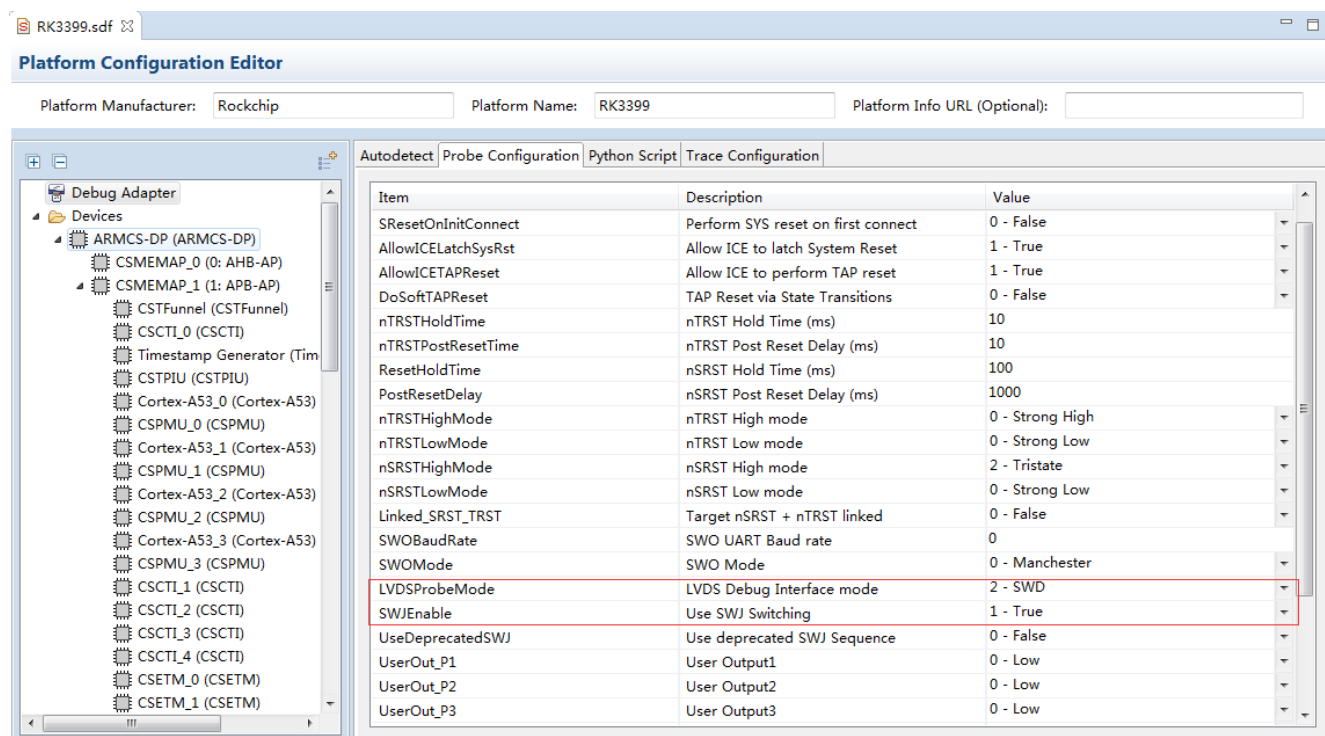 RK3399.sdf
Platform Configuration Editor
Platform Manufacturer: Rockchip Platform Name: RK3399 Platform Info URL (Optional):
Debug Adapter
Devices
ARMCS-DP (ARMCS-DP)
CSMEMAP_0 (0: AHB-AP)
CSMEMAP_1 (1: APB-AP)
CSTFunnel (CSTFunnel)
CSCTI_0 (CSCTI)
Timestamp Generator (Tim
CSTPIU (CSTPIU)
Cortex-A53_0 (Cortex-A53)
CSPMU_0 (CSPMU)
Cortex-A53_1 (Cortex-A53)
CSPMU_1 (CSPMU)
Cortex-A53_2 (Cortex-A53)
CSPMU_2 (CSPMU)
Cortex-A53_3 (Cortex-A53)
CSPMU_3 (CSPMU)
CSCTI_1 (CSCTI)
CSCTI_2 (CSCTI)
CSCTI_3 (CSCTI)
CSCTI_4 (CSCTI)
CSETM_0 (CSETM)
CSETM_1 (CSETM)
Autodetect Probe Configuration Python Script Trace Configuration
Item Description Value
SResetOnInitConnect Perform SYS reset on first connect 0 - False
AllowICELatchSysRst Allow ICE to latch System Reset 1 - True
AllowICETAPReset Allow ICE to perform TAP reset 1 - True
DoSoftTAPReset TAP Reset via State Transitions 0 - False
nTRSTHoldTime nTRST Hold Time (ms) 10
nTRSTPostResetTime nTRST Post Reset Delay (ms) 10
ResetHoldTime nSRST Hold Time (ms) 100
PostResetDelay nSRST Post Reset Delay (ms) 1000
nTRSTHighMode nTRST High mode 0 - Strong High
nTRSTLowMode nTRST Low mode 0 - Strong Low
nSRSTHighMode nSRST High mode 2 - Tristate
nSRSTLowMode nSRST Low mode 0 - Strong Low
Linked_SRST_TRST Target nSRST + nTRST linked 0 - False
SWOBaudRate SWO UART Baud rate 0
SWOMode SWO Mode 0 - Manchester
LVDSProbeMode LVDS Debug Interface mode 2 - SWD
SWJEnable Use SWJ Switching 1 - True
UseDeprecatedSWJ Use deprecated SWJ Sequence 0 - False
UserOut_P1 User Output1 0 - Low
UserOut_P2 User Output2 0 - Low
UserOut_P3 User Output3 0 - Low